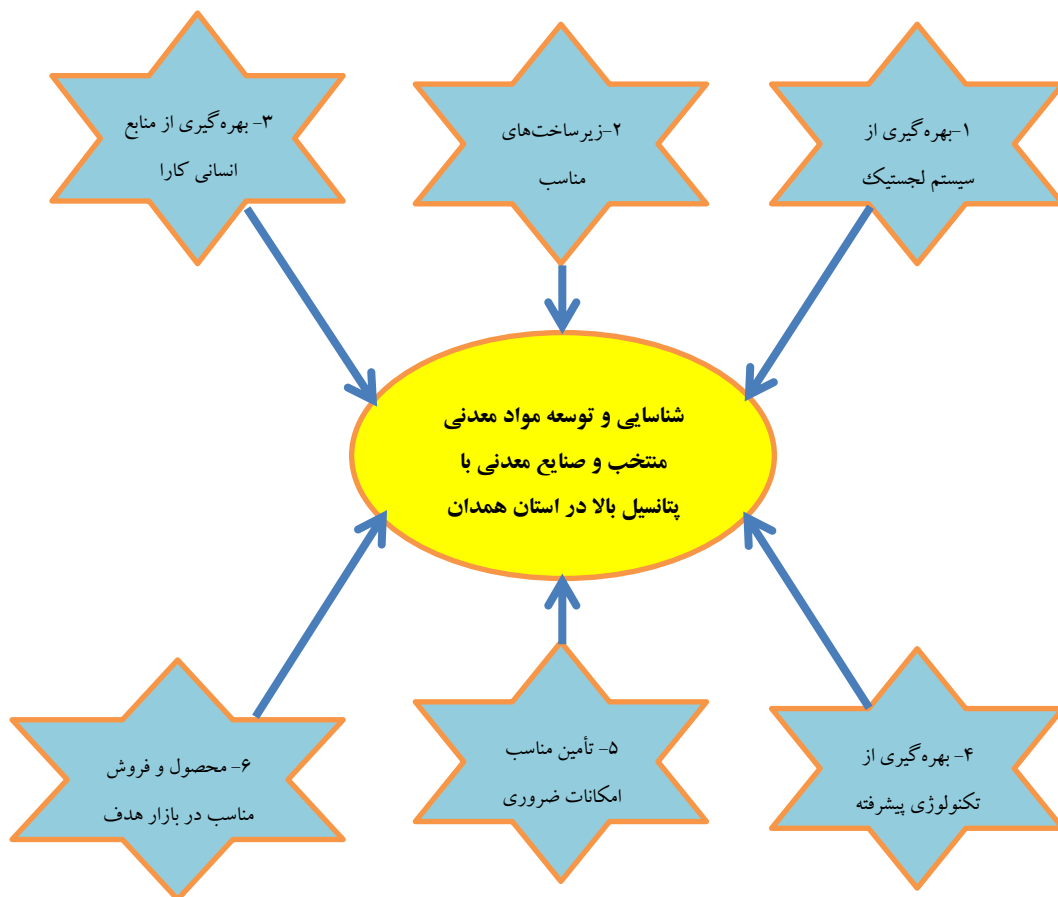 ۱-بهره‌گیری از
سیستم لجستیك
۲-زیرساخت‌های
مناسب
۳- بهره‌گیری از منابع
انسانی کارا
شناسایی و توسعه مواد معدنی
منتخب و صنایع معدنی با
پتانسیل بالا در استان همدان
۴- بهره‌گیری از
تکنولوژی پیشرفته
۵- تأمین مناسب
امکانات ضروری
۶- محصول و فروش
مناسب در بازار هدف